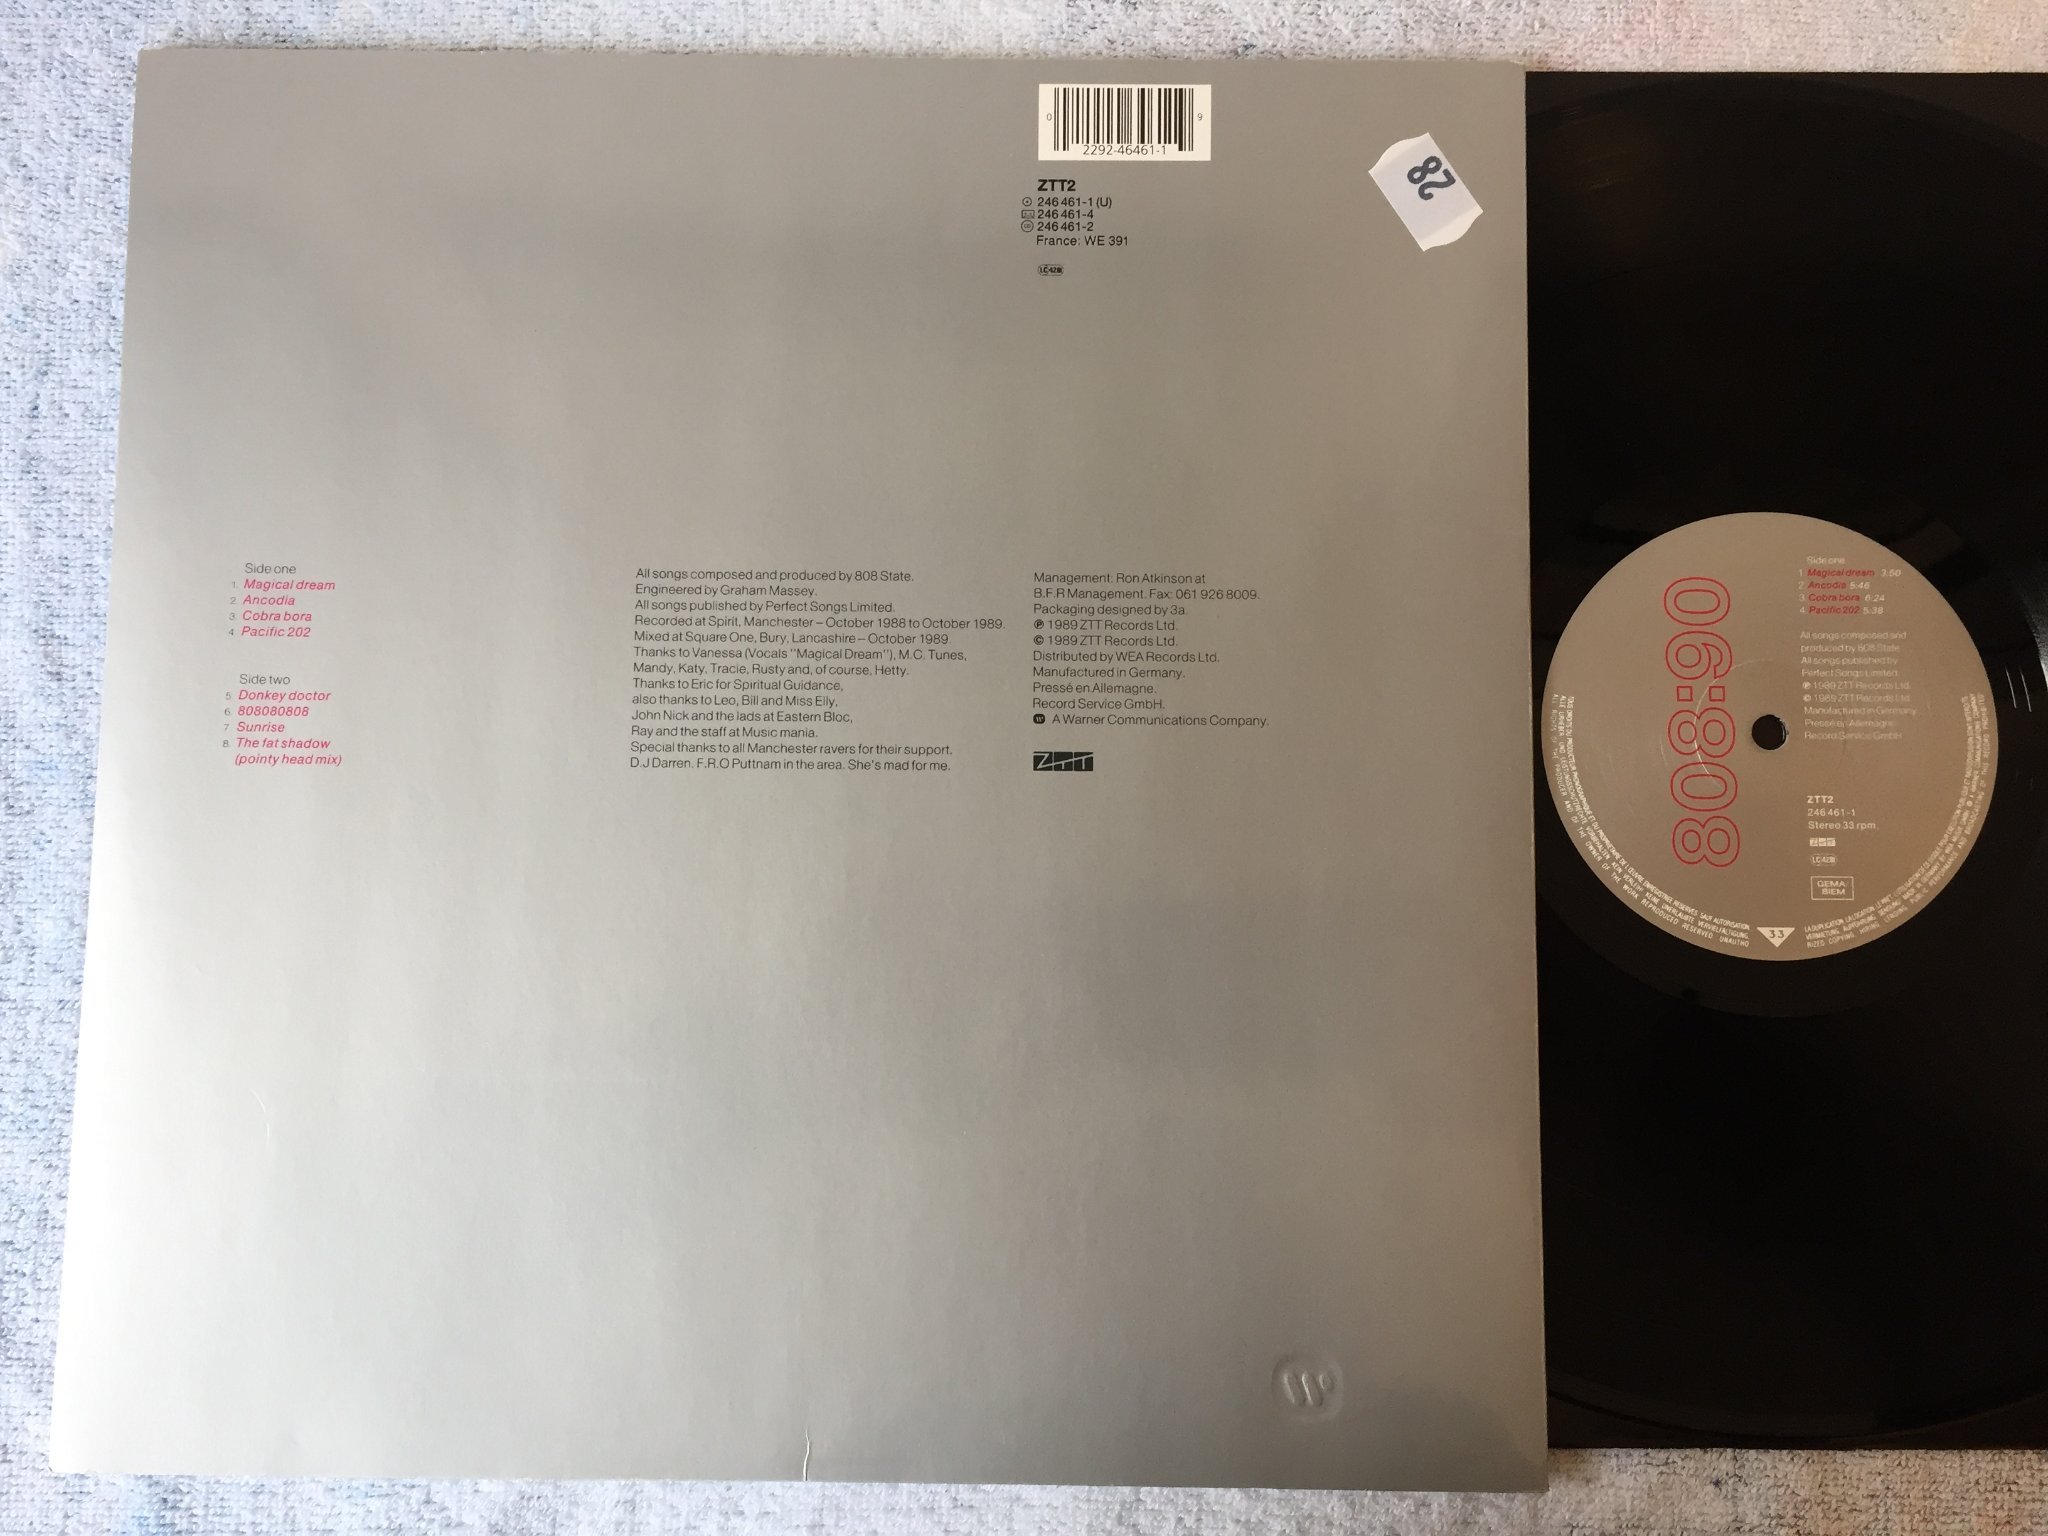 0
9
2292-46461-1
ZTT2
246 461-1 (U)
246 461-4
246 461-2
France: WE 391
LC 4218
28
Side one
1. Magical dream
2. Ancodia
3. Cobra bora
4. Pacific 202
Side two
5. Donkey doctor
6. 808080808
7. Sunrise
8. The fat shadow
(pointy head mix)
All songs composed and produced by 808 State.
Engineered by Graham Massey.
All songs published by Perfect Songs Limited.
Recorded at Spirit, Manchester – October 1988 to October 1989.
Mixed at Square One, Bury, Lancashire – October 1989.
Thanks to Vanessa (Vocals "Magical Dream"), M.C. Tunes,
Mandy, Katy, Tracie, Rusty and, of course, Hetty.
Thanks to Eric for Spiritual Guidance,
also thanks to Leo, Bill and Miss Elly,
John Nick and the lads at Eastern Bloc,
Ray and the staff at Music mania.
Special thanks to all Manchester ravers for their support.
D.J Darren. F.R.O Puttnam in the area. She's mad for me.
Management: Ron Atkinson at
B.F.R Management. Fax: 061 926 8009.
Packaging designed by 3a.
℗ 1989 ZTT Records Ltd.
© 1989 ZTT Records Ltd.
Distributed by WEA Records Ltd.
Manufactured in Germany.
Pressé en Allemagne.
Record Service GmbH.
A Warner Communications Company.
ZTT
808:90
Side one
1. Magical dream 3:50
2. Ancodia 5:46
3. Cobra bora 6:24
4. Pacific 202 5:38
All songs composed and
produced by 808 State
All songs published by
Perfect Songs Limited.
℗ 1989 ZTT Records Ltd.
© 1989 ZTT Records Ltd.
Manufactured in Germany
Pressé en Allemagne
Record Service GmbH
ZTT2
246 461-1
Stereo 33 rpm
ZTT
LC 4218
GEMA
BIEM
33